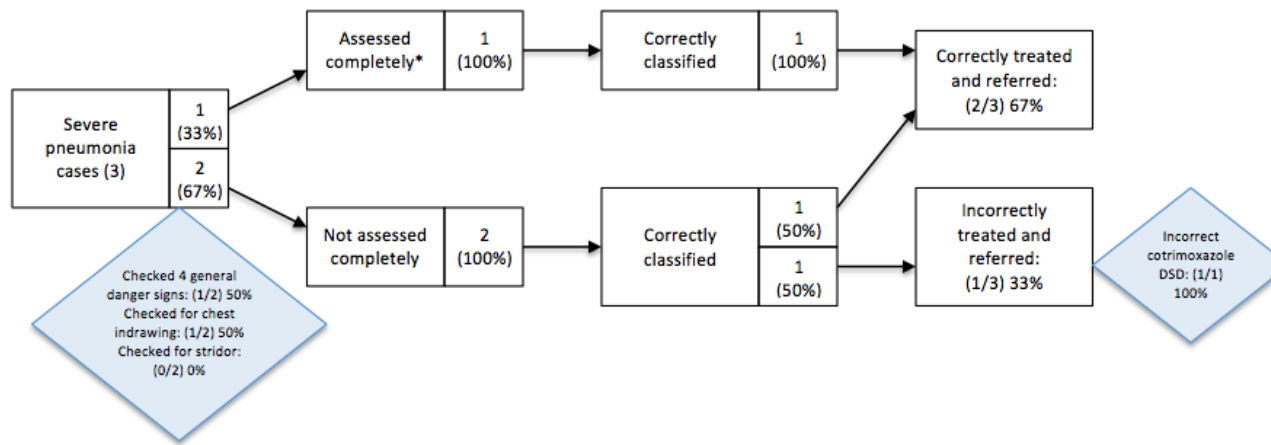 Severe
pneumonia
cases (3)
1
(33%)
2
(67%)
Assessed
completely*
1
(100%)
Correctly
classified
1
(100%)
Correctly treated
and referred:
(2/3) 67%
Not assessed
completely
2
(100%)
Correctly
classified
1
(50%)
1
(50%)
Incorrectly
treated and
referred:
(1/3) 33%
Checked 4 general
danger signs: (1/2) 50%
Checked for chest
indrawing: (1/2) 50%
Checked for stridor:
(0/2) 0%
Incorrect
cotrimoxazole
DSD: (1/1)
100%